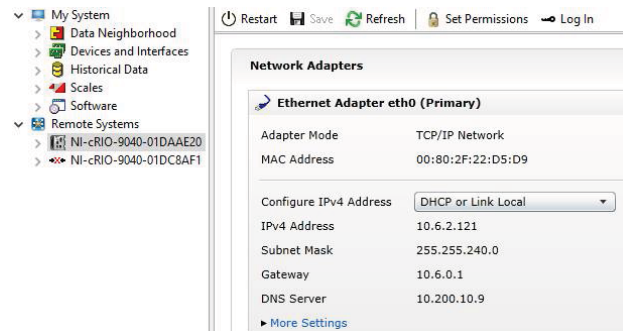 My System
Data Neighborhood
Devices and Interfaces
Historical Data
Scales
Software
Remote Systems
NI-cRIO-9040-01DAAE20
NI-cRIO-9040-01DC8AF1
Restart Save Refresh Set Permissions Log In
Network Adapters
Ethernet Adapter eth0 (Primary)
Adapter Mode TCP/IP Network
MAC Address 00:80:2F:22:D5:D9
Configure IPv4 Address DHCP or Link Local
IPv4 Address 10.6.2.121
Subnet Mask 255.255.240.0
Gateway 10.6.0.1
DNS Server 10.200.10.9
More Settings